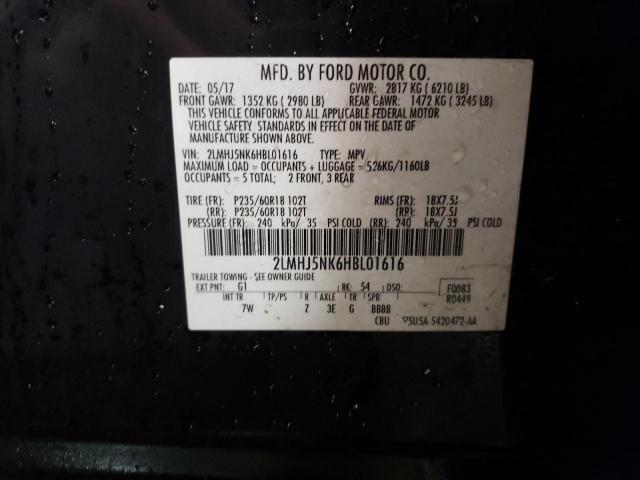 MFD. BY FORD MOTOR CO.
DATE: 05/17 GVWR: 2817 KG ( 6210 LB)
FRONT GAWR: 1352 KG ( 2980 LB) REAR GAWR: 1472 KG ( 3245 LB)
THIS VEHICLE CONFORMS TO ALL APPLICABLE FEDERAL MOTOR
VEHICLE SAFETY STANDARDS IN EFFECT ON THE DATE OF
MANUFACTURE SHOWN ABOVE.
VIN: 2LMHJ5NK6HBL01616 TYPE: MPV
MAXIMUM LOAD = OCCUPANTS + LUGGAGE = 526KG/1160LB
OCCUPANTS = 5 TOTAL; 2 FRONT, 3 REAR
TIRE (FR): P235/60R18 102T RIMS (FR): 18X7.5J
(RR): P235/60R18 102T (RR): 18X7.5J
PRESSURE (FR): 240 kPa/ 35 PSI COLD (RR): 240 kPa/ 35 PSI COLD
2LMHJ5NK6HBL01616
TRAILER TOWING - SEE OWNER GUIDE
EXT PNT: G1 RC: 54 DSO: F0083
R0449
INT TR TP/PS R AXLE TR SPR
7W Z 3E G BBBB
CBU 5U5A-5420472-AA